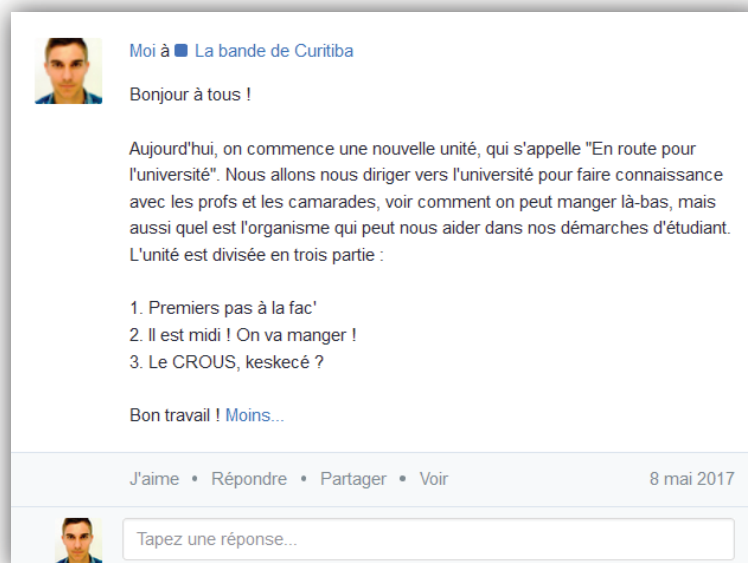 Moi à La bande de Curitiba
Bonjour à tous !
Aujourd'hui, on commence une nouvelle unité, qui s'appelle "En route pour
l'université". Nous allons nous diriger vers l'université pour faire connaissance
avec les profs et les camarades, voir comment on peut manger là-bas, mais
aussi quel est l'organisme qui peut nous aider dans nos démarches d'étudiant.
L'unité est divisée en trois partie :
1. Premiers pas à la fac'
2. Il est midi ! On va manger !
3. Le CROUS, keskecé ?
Bon travail ! Moins...
J'aime • Répondre • Partager • Voir 8 mai 2017
Tapez une réponse...